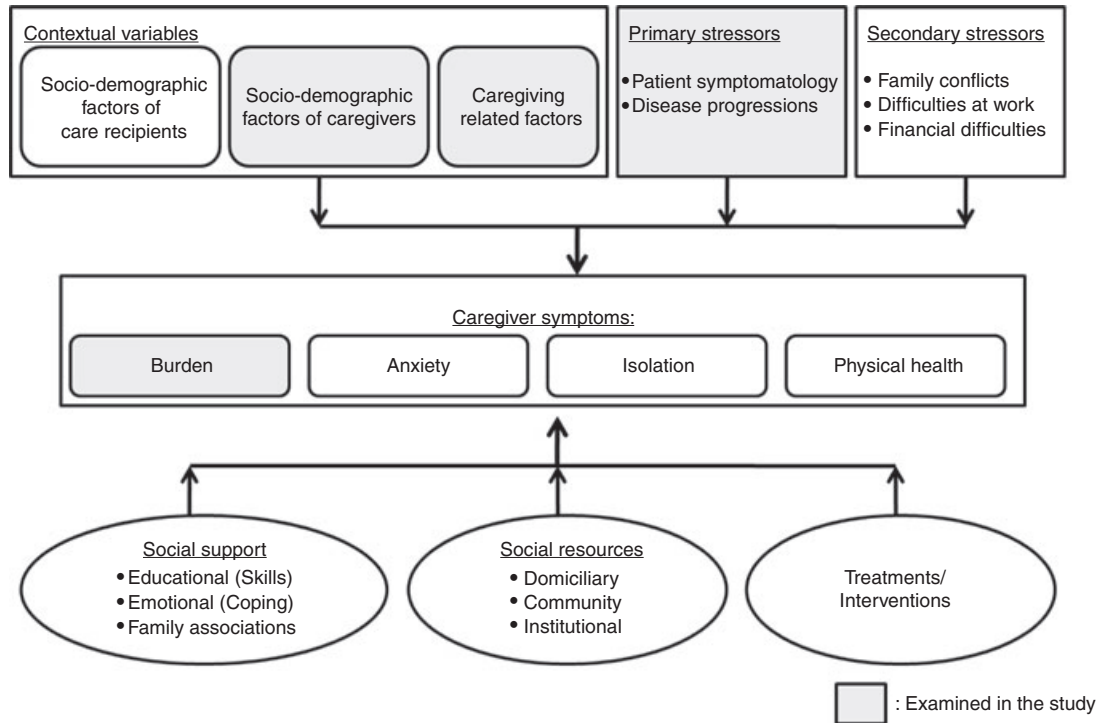 Contextual variables
Socio-demographic
factors of
care recipients
Socio-demographic
factors of caregivers
Caregiving
related factors
Primary stressors
•Patient symptomatology
•Disease progressions
Secondary stressors
• Family conflicts
• Difficulties at work
• Financial difficulties
Caregiver symptoms:
Burden
Anxiety
Isolation
Physical health
Social support
•Educational (Skills)
•Emotional (Coping)
•Family associations
Social resources
• Domiciliary
• Community
• Institutional
Treatments/
Interventions
: Examined in the study